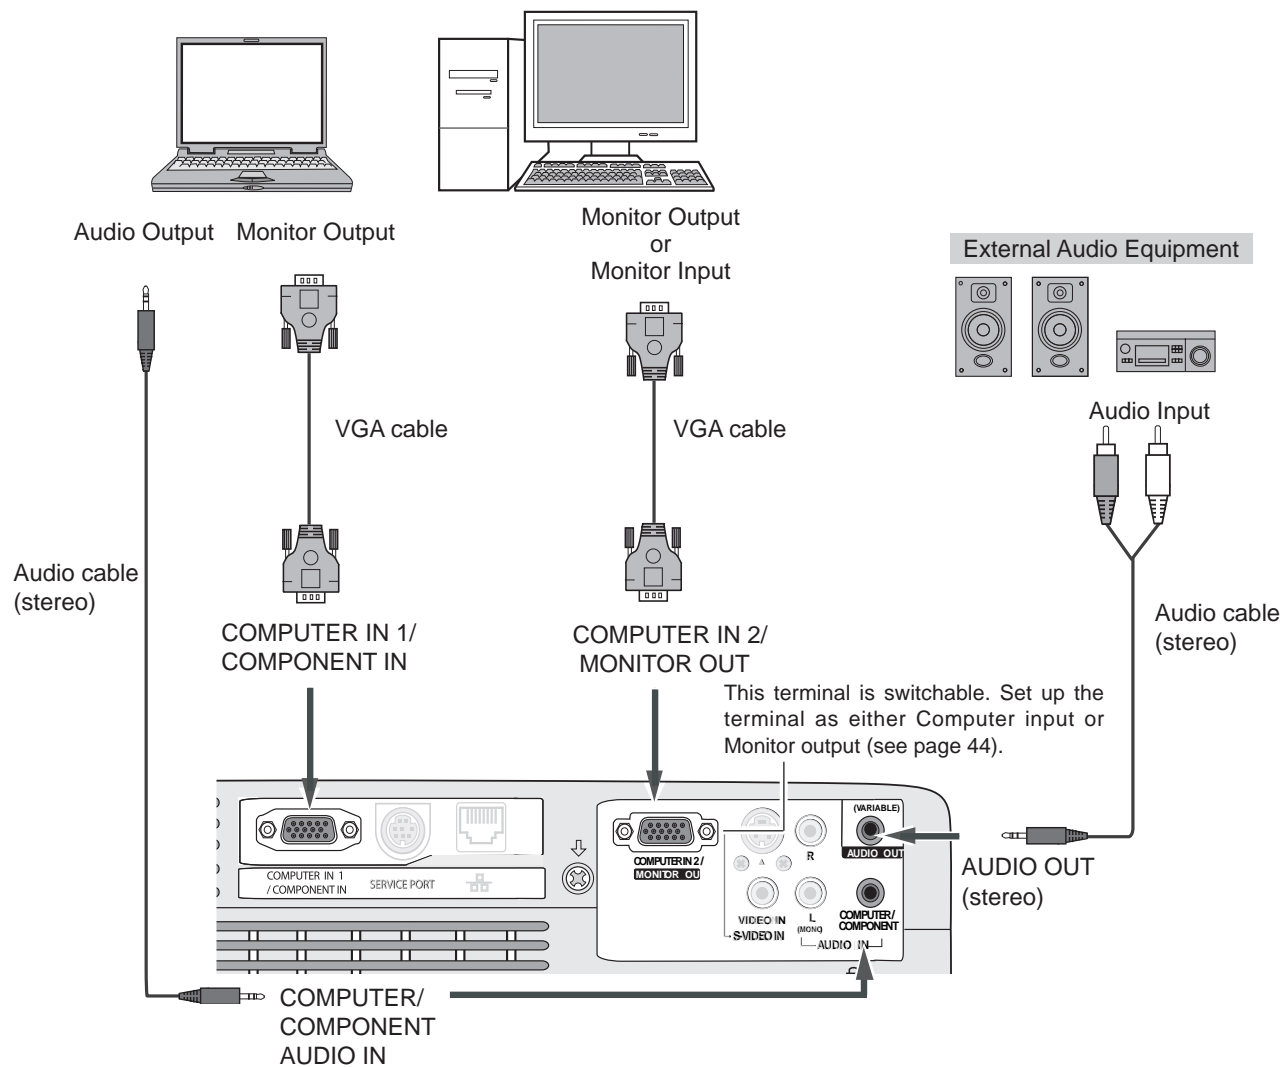 Audio Output
Monitor Output
Monitor Output
or
Monitor Input
External Audio Equipment
Audio Input
VGA cable
VGA cable
Audio cable
(stereo)
Audio cable
(stereo)
COMPUTER IN 1/
COMPONENT IN
COMPUTER IN 2/
MONITOR OUT
This terminal is switchable. Set up the
terminal as either Computer input or
Monitor output (see page 44).
(VARIABLE)
AUDIO OUT
R
COMPUTER IN 2 /
MONITOR OU
COMPUTER IN 1
/ COMPONENT IN
SERVICE PORT
VIDEO IN
S-VIDEO IN
L
(MONO)
COMPUTER/
COMPONENT
AUDIO IN
AUDIO OUT
(stereo)
COMPUTER/
COMPONENT
AUDIO IN